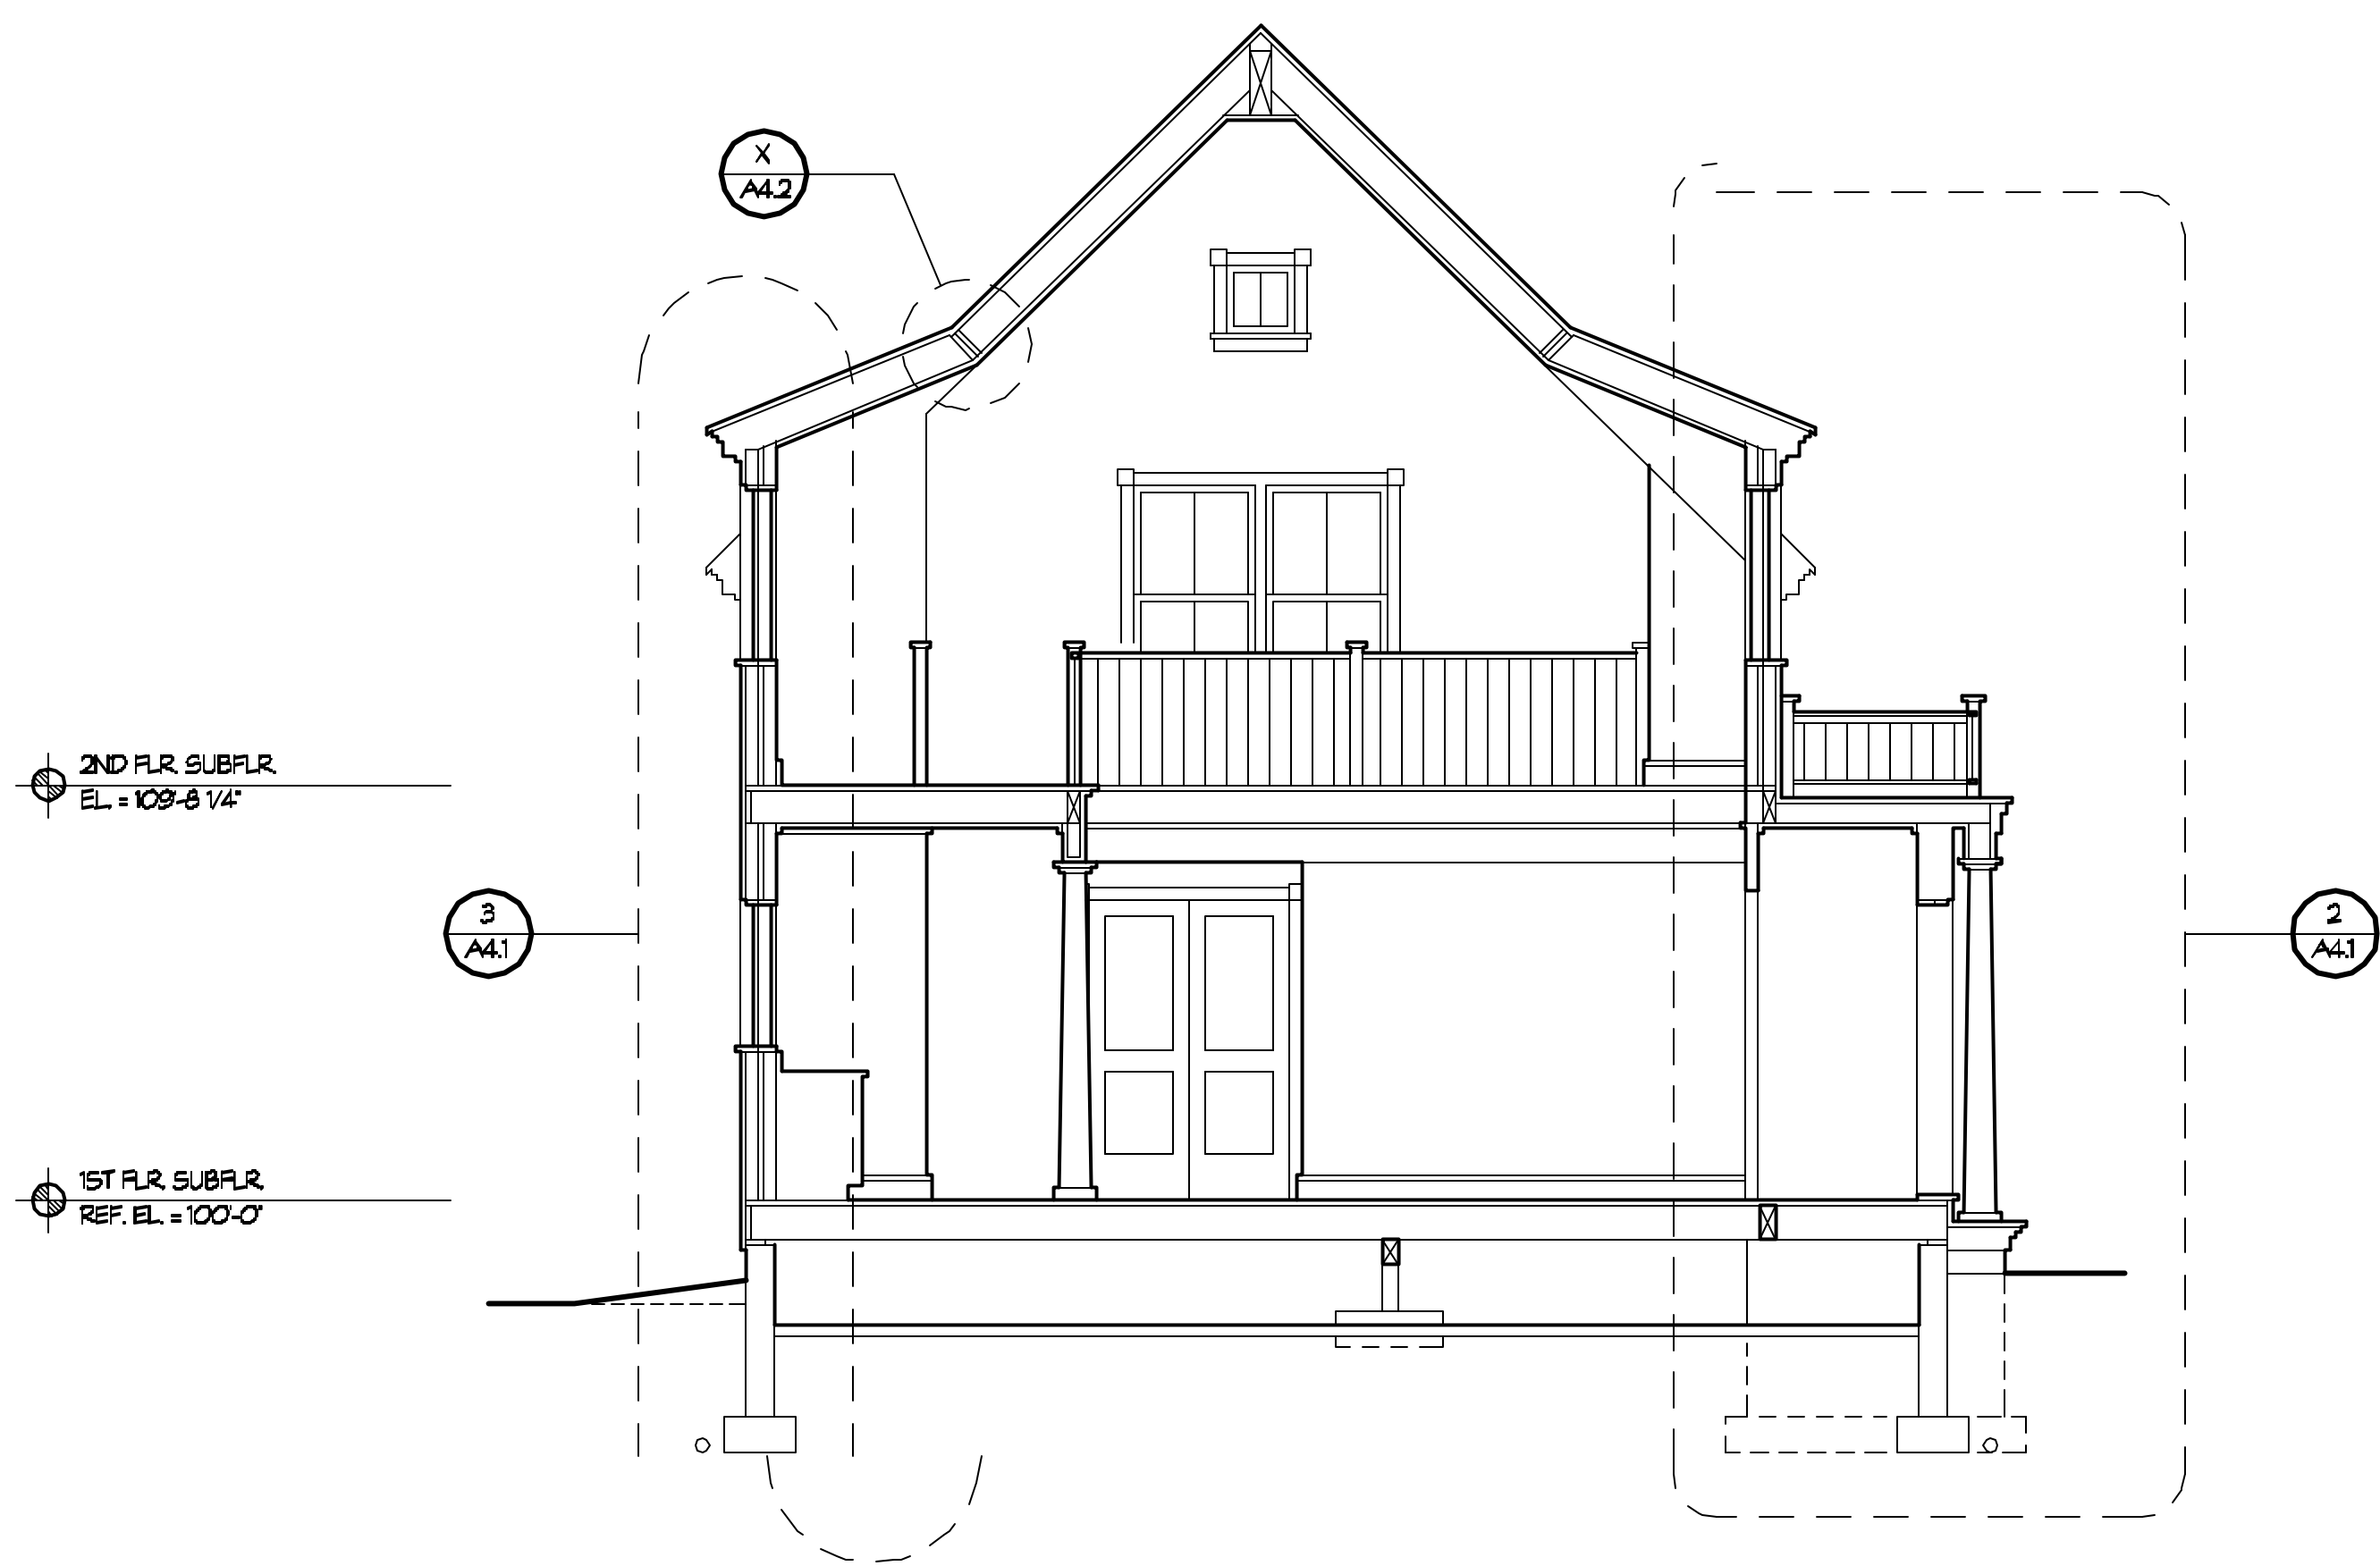 X
A4.2
2ND FLR. SUBFLR.
EL. = 109'-8 1/4"
3
A4.1
2
A4.1
1ST FLR. SUBFLR.
REF. EL. = 100'-0"